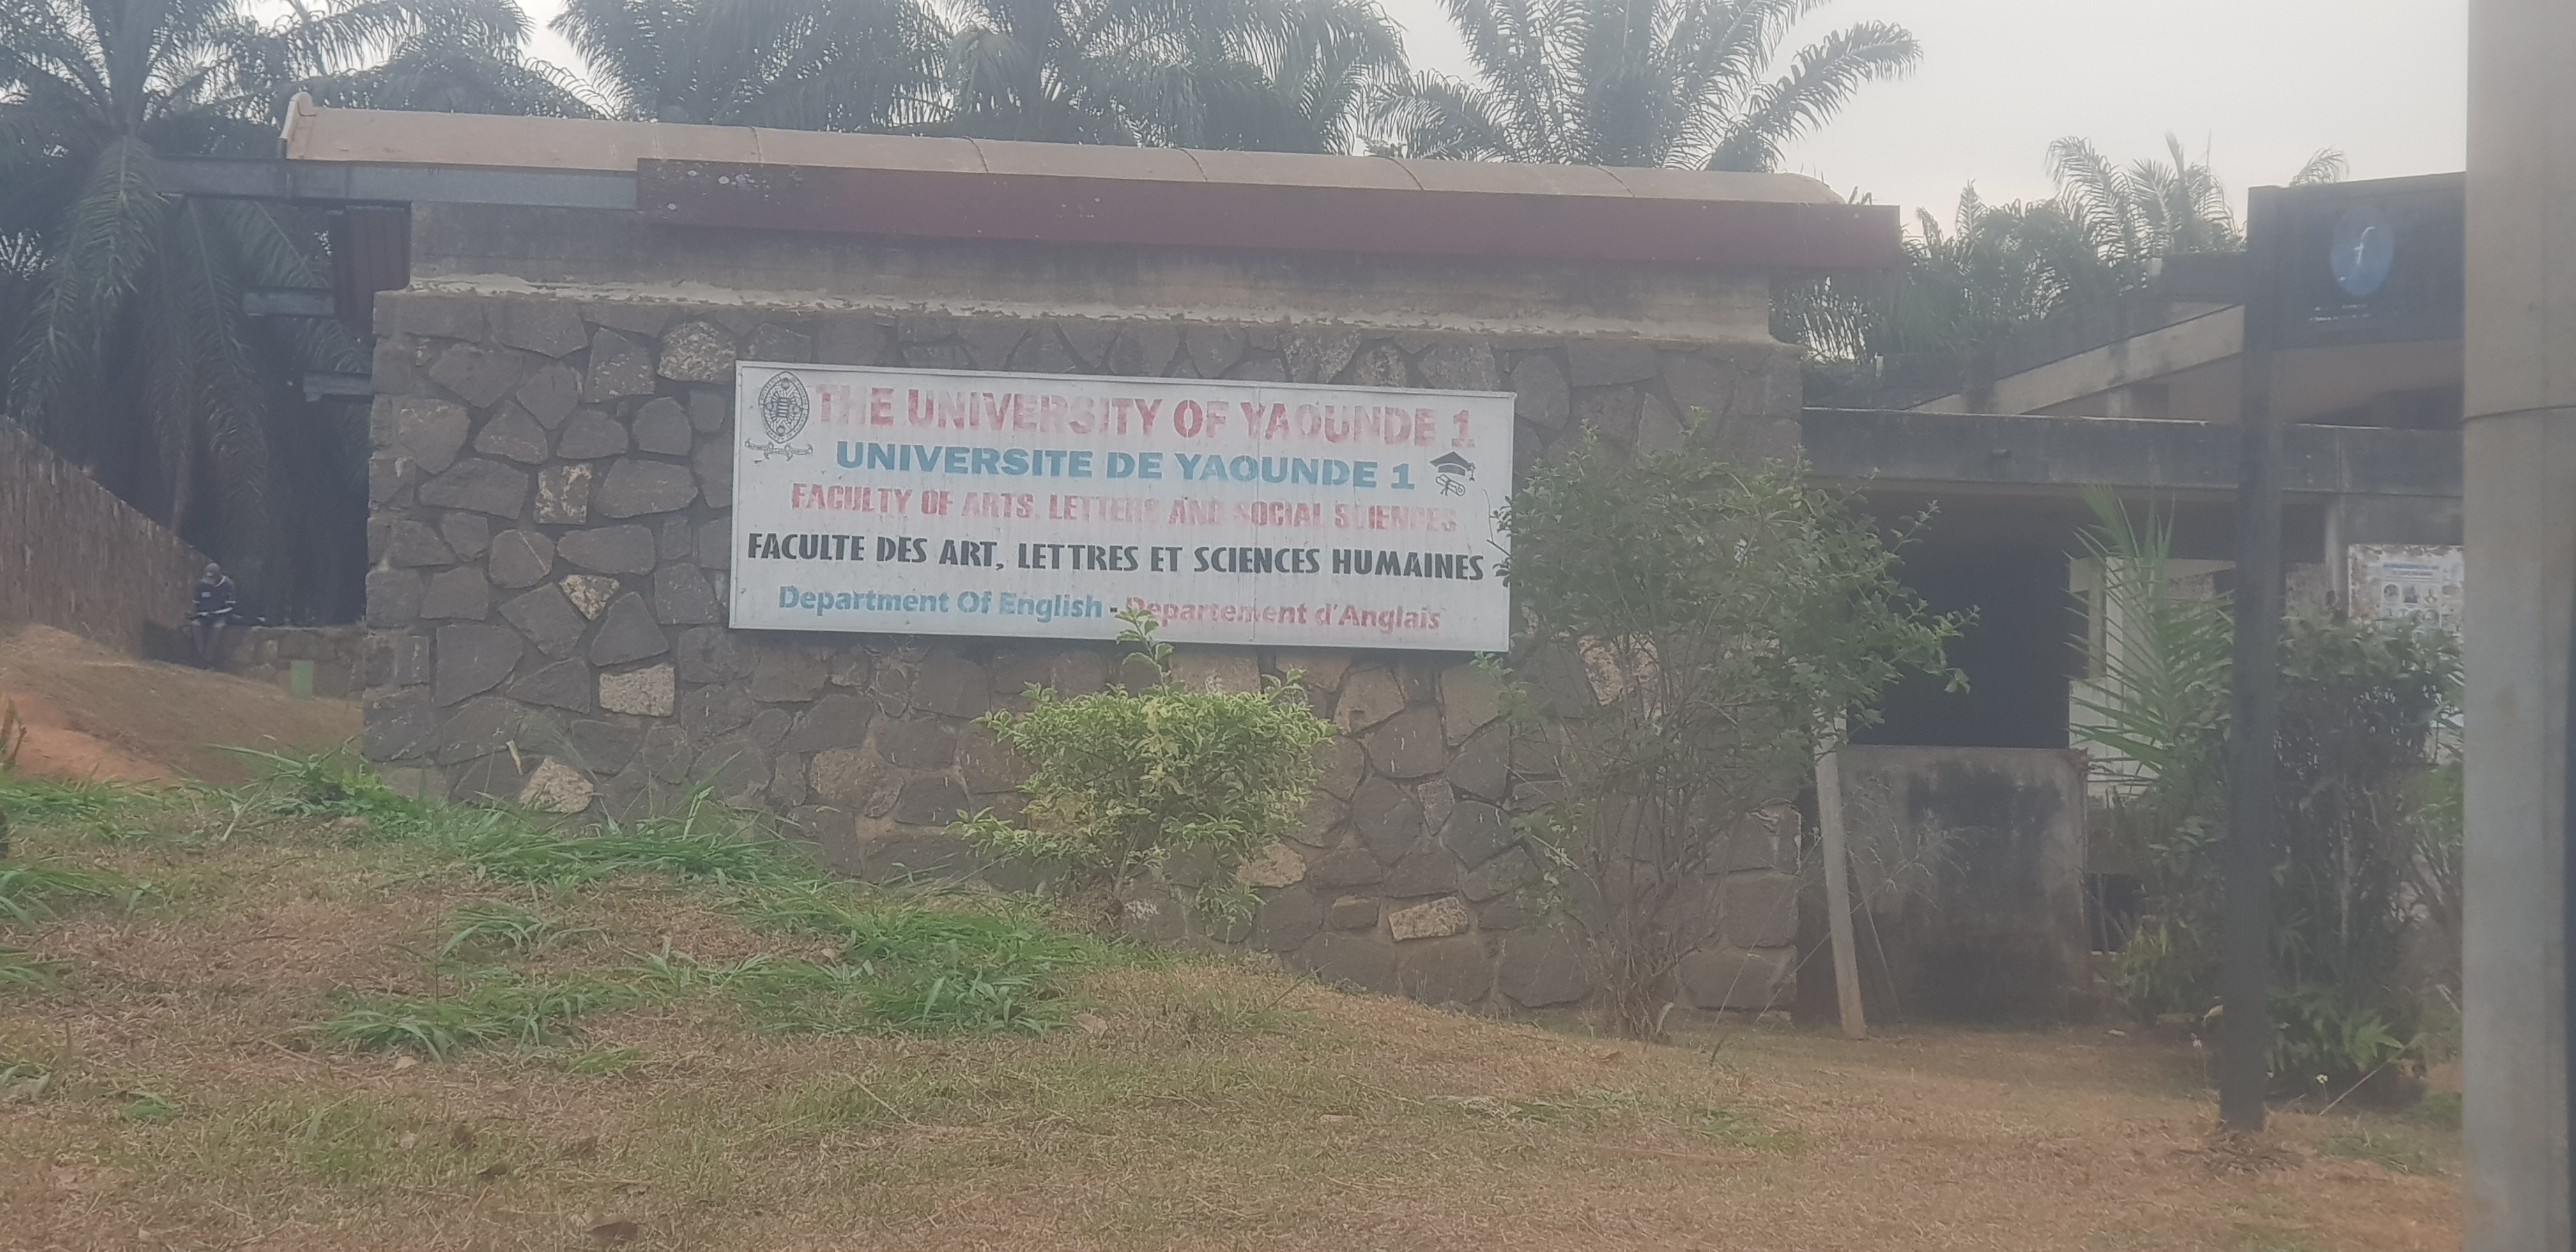 THE UNIVERSITY OF YAOUNDE 1
UNIVERSITE DE YAOUNDE 1
FACULTY OF ARTS, LETTERS AND SOCIAL SCIENCES
FACULTE DES ART, LETTRES ET SCIENCES HUMAINES
Department Of English - Departement d'Anglais
f